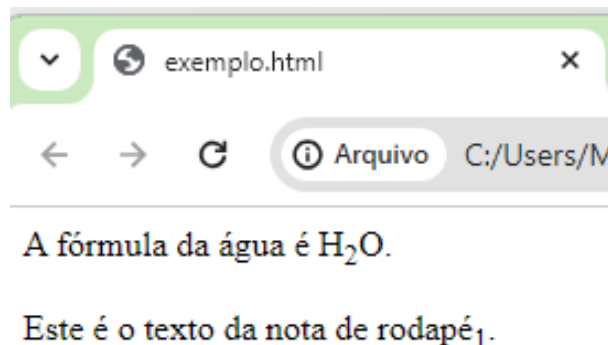 exemplo.html
Arquivo C:/Users/M
A fórmula da água é H₂O.
Este é o texto da nota de rodapé₁.